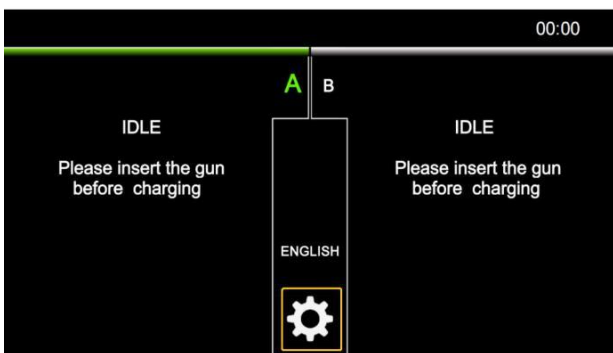 00:00
A
B
IDLE
Please insert the gun
before charging
IDLE
Please insert the gun
before charging
ENGLISH